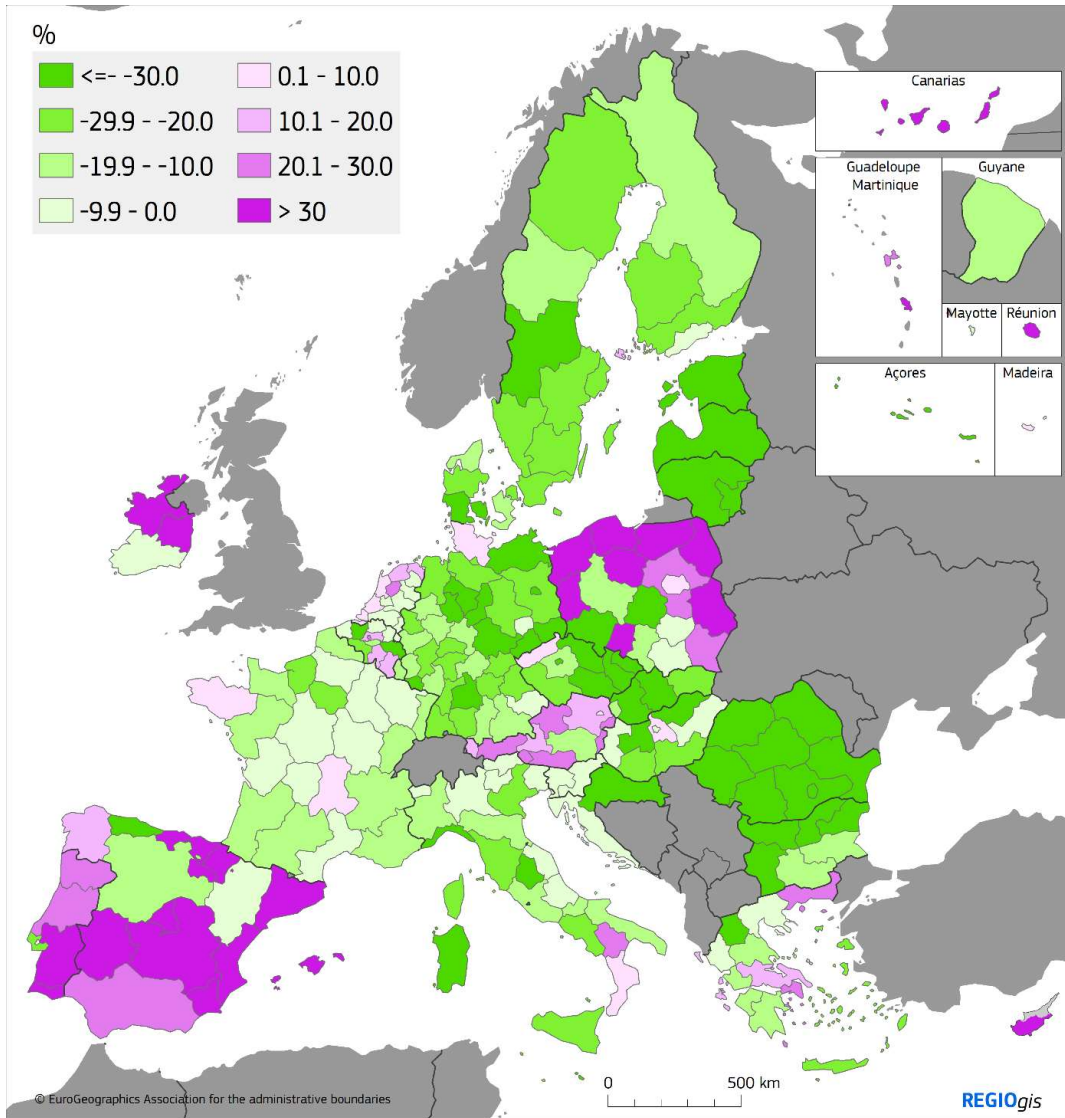 %
<=- -30.0
-29.9 - -20.0
-19.9 - -10.0
-9.9 - 0.0
0.1 - 10.0
10.1 - 20.0
20.1 - 30.0
> 30
Canarias
Guadeloupe
Martinique
Guyane
Mayotte
Réunion
Açores
Madeira
0
500 km
© EuroGeographics Association for the administrative boundaries
REGIOgis